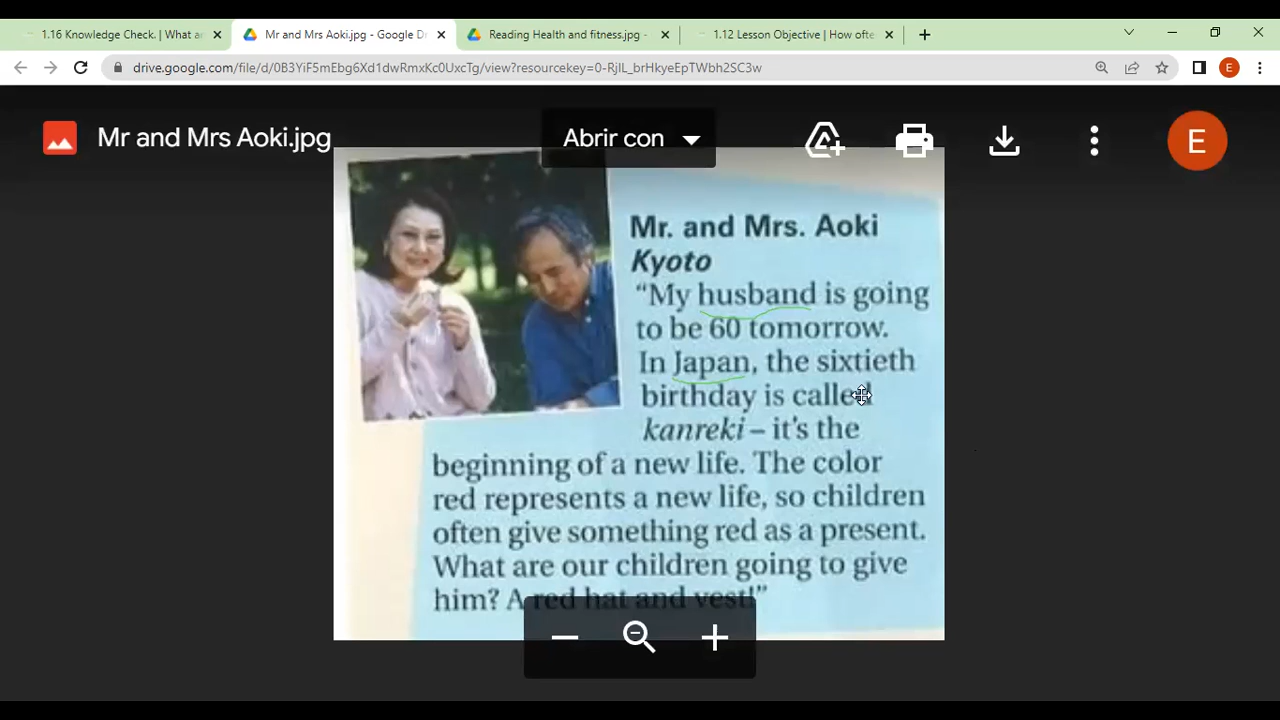 1.16 Knowledge Check. | What ar
Mr and Mrs Aoki.jpg - Google Dr
Reading Health and fitness.jpg -
1.12 Lesson Objective | How ofte
drive.google.com/file/d/0B3YiF5mEbg6Xd1dwRmxKc0UxcTg/view?resourcekey=0-RjlL_brHkyeEpTWbh2SC3w
E
Mr and Mrs Aoki.jpg
Abrir con
E
Mr. and Mrs. Aoki
Kyoto
“My husband is going
to be 60 tomorrow.
In Japan, the sixtieth
birthday is called
kanreki – it’s the
beginning of a new life. The color
red represents a new life, so children
often give something red as a present.
What are our children going to give
him? A red hat and vest!”